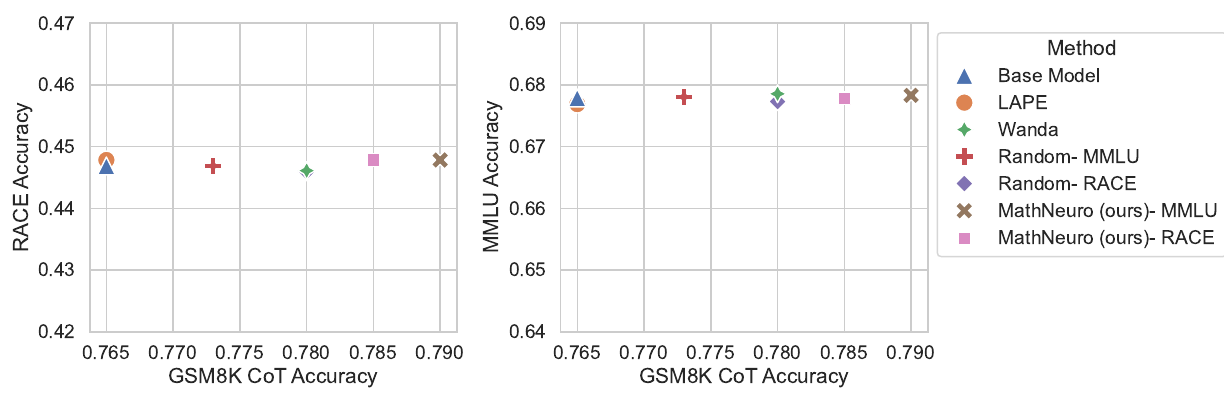 0.47
0.46
0.45
0.44
0.43
0.42
RACE Accuracy
0.765 0.770 0.775 0.780 0.785 0.790
GSM8K CoT Accuracy
0.69
0.68
0.67
0.66
0.65
0.64
MMLU Accuracy
0.765 0.770 0.775 0.780 0.785 0.790
GSM8K CoT Accuracy
Method
Base Model
LAPE
Wanda
Random- MMLU
Random- RACE
MathNeuro (ours)- MMLU
MathNeuro (ours)- RACE